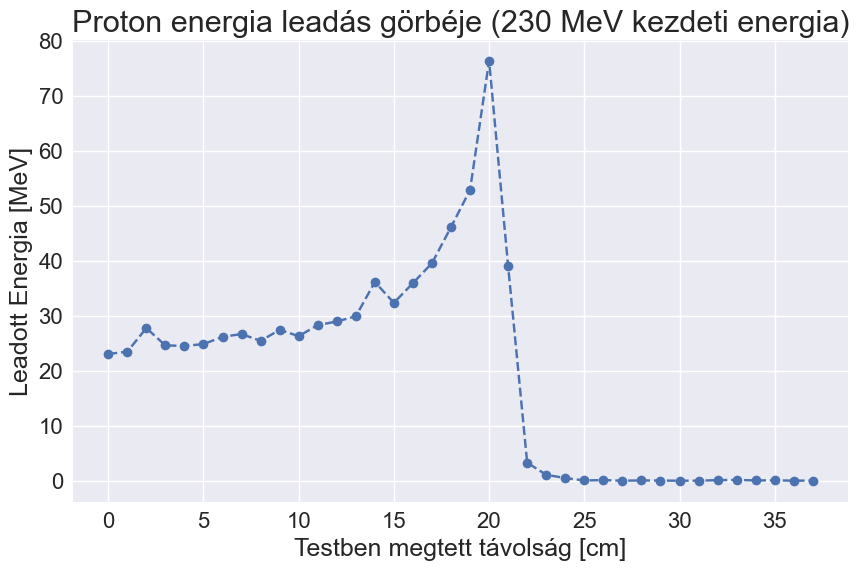 Proton energia leadás görbéje (230 MeV kezdeti energia)
80
70
60
50
40
30
20
10
0
Leadott Energia [MeV]
0 5 10 15 20 25 30 35
Testben megtett távolság [cm]